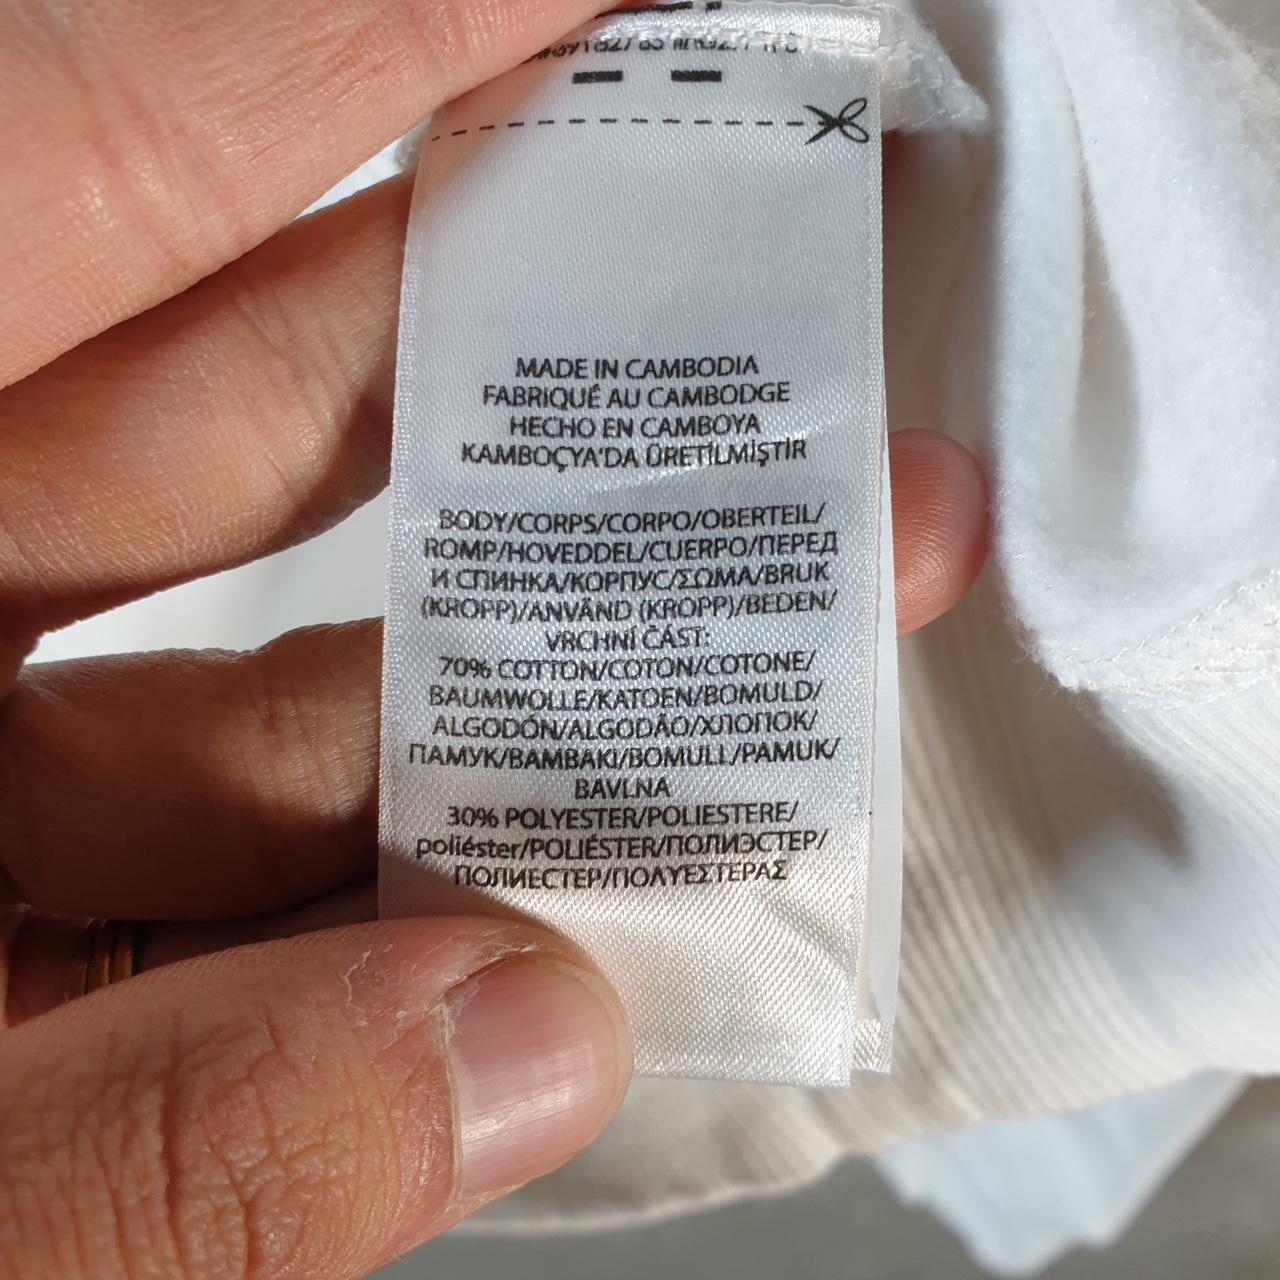 MADE IN CAMBODIA
FABRIQUÉ AU CAMBODGE
HECHO EN CAMBOYA
KAMBOÇYA'DA ÜRETİLMİŞTİR
BODY/CORPS/CORPO/OBERTEIL/
ROMP/HOVEDDEL/CUERPO/ПЕРЕД
И СПИНКА/КОРПУС/ΣΩΜΑ/BRUK
(KROPP)/ANVÄND (KROPP)/BEDEN/
VRCHNÍ ČÁST:
70% COTTON/COTON/COTONE/
BAUMWOLLE/KATOEN/BOMULD/
ALGODÓN/ALGODÃO/ХЛОПОК/
ПАМУК/ΒΑΜΒΑΚΙ/BOMULL/PAMUK/
BAVLNA
30% POLYESTER/POLIESTERE/
poliéster/POLIÉSTER/ПОЛИЭСТЕР/
ПОЛИЕСТЕР/ΠΟΛΥΕΣΤΕΡΑΣ